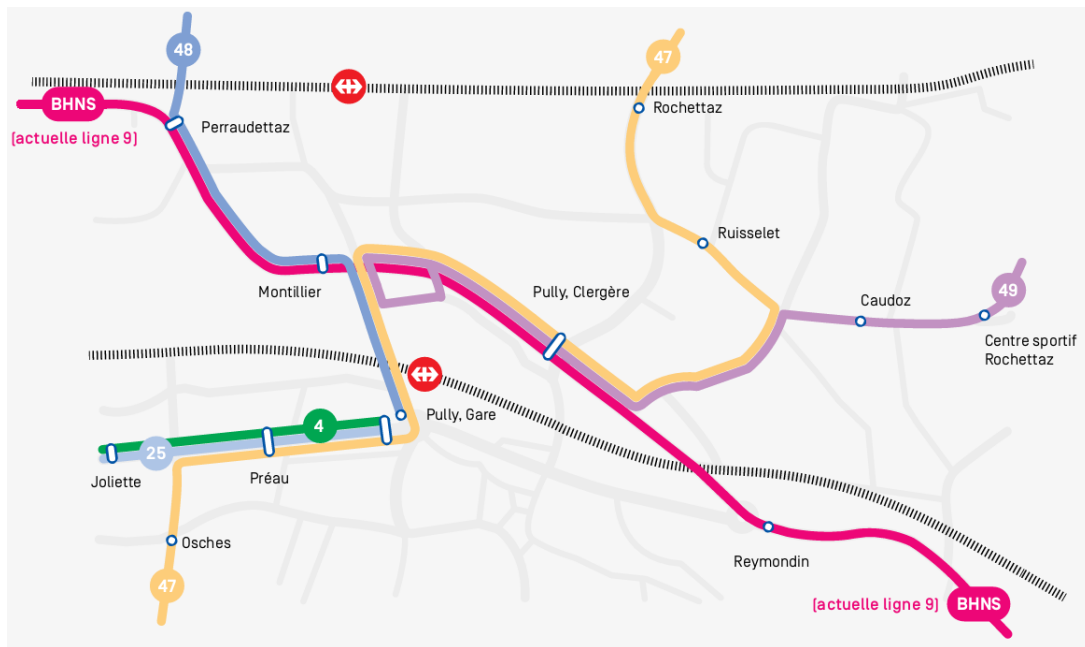 48
47
BHNS
(actuelle ligne 9)
Perraudettaz
Rochettaz
Ruisselet
Montillier
Pully, Clergère
Caudoz
49
Centre sportif
Rochettaz
4
Pully, Gare
25
Joliette
Préau
Osches
47
Reymondin
(actuelle ligne 9)
BHNS